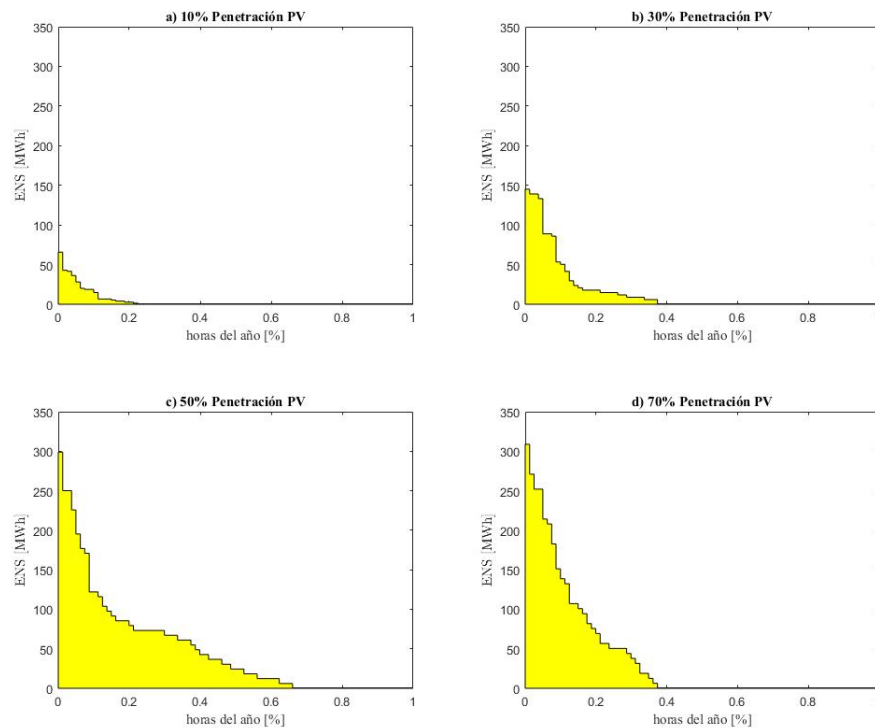 a) 10% Penetración PV
350
300
250
200
150
100
50
0
ENS [MWh]
0 0.2 0.4 0.6 0.8 1
horas del año [%]
b) 30% Penetración PV
350
300
250
200
150
100
50
0
ENS [MWh]
0 0.2 0.4 0.6 0.8
horas del año [%]
c) 50% Penetración PV
350
300
250
200
150
100
50
0
ENS [MWh]
0 0.2 0.4 0.6 0.8 1
horas del año [%]
d) 70% Penetración PV
350
300
250
200
150
100
50
0
ENS [MWh]
0 0.2 0.4 0.6 0.8
horas del año [%]